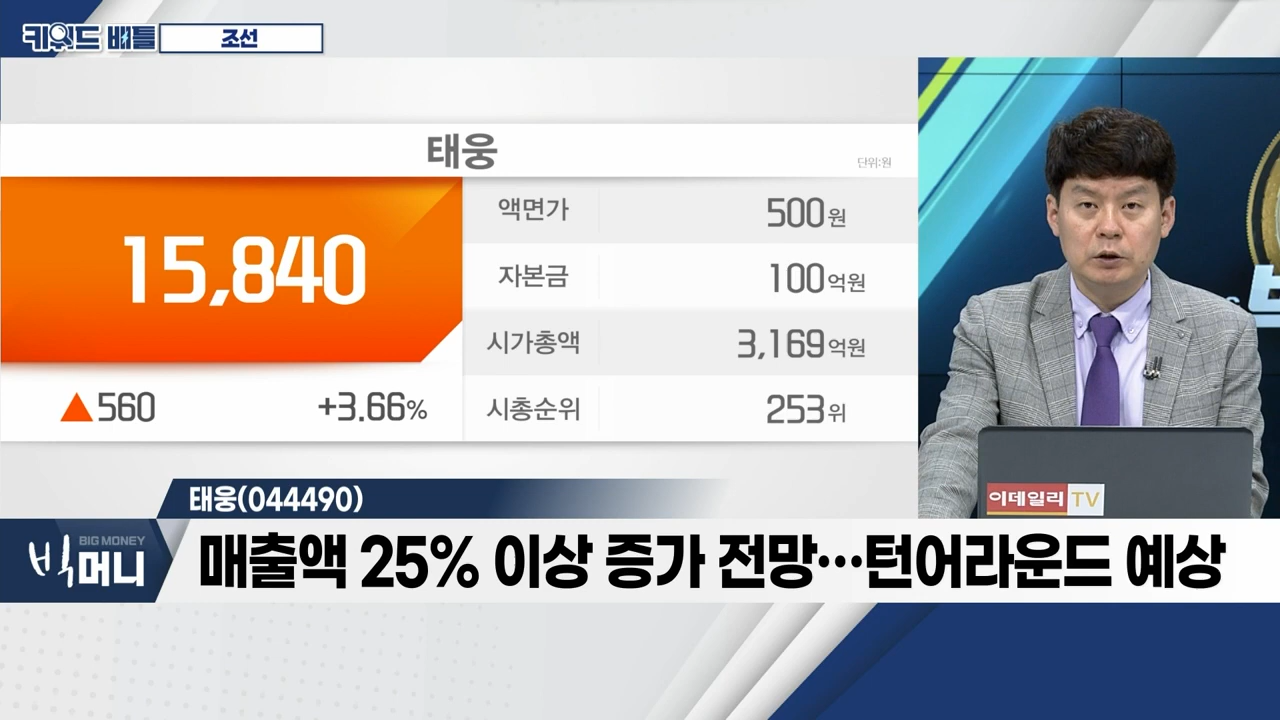 키워드 배틀
조선
태웅
단위:원
15,840
▲560 +3.66%
액면가 500원
자본금 100억원
시가총액 3,169억원
시총순위 253위
이데일리 TV
태웅(044490)
빅머니
BIG MONEY
매출액 25% 이상 증가 전망…턴어라운드 예상